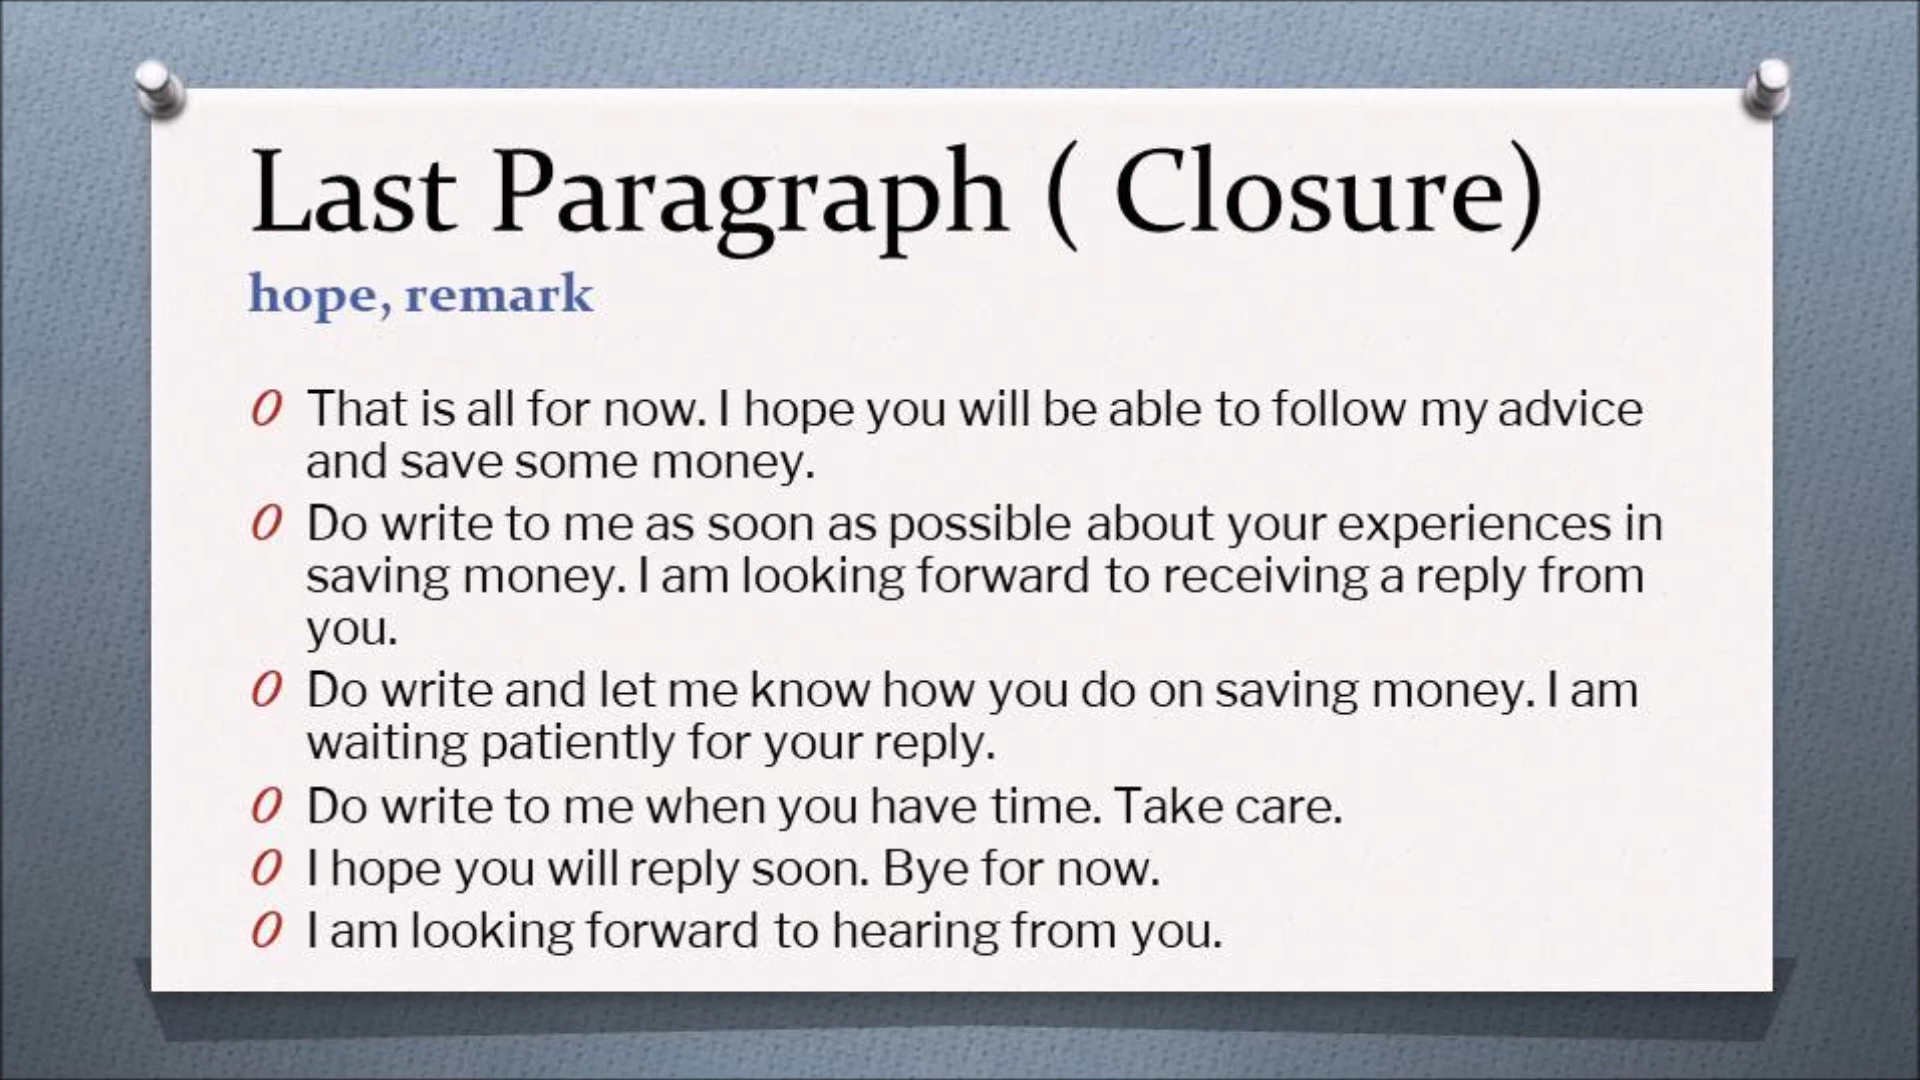 Last Paragraph ( Closure)
hope, remark
O That is all for now. I hope you will be able to follow my advice
and save some money.
O Do write to me as soon as possible about your experiences in
saving money. I am looking forward to receiving a reply from
you.
O Do write and let me know how you do on saving money. I am
waiting patiently for your reply.
O Do write to me when you have time. Take care.
O I hope you will reply soon. Bye for now.
O I am looking forward to hearing from you.